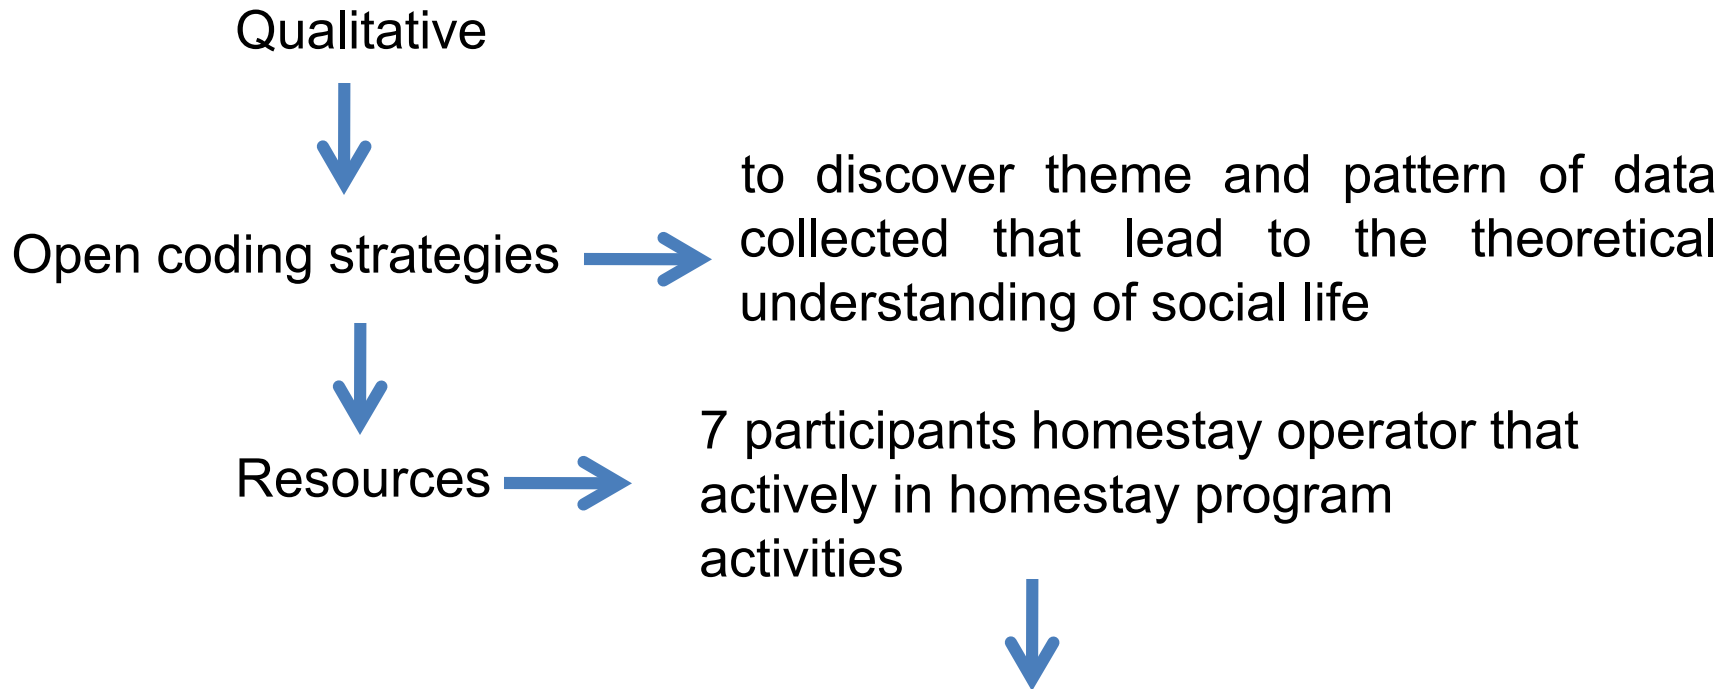 Qualitative
Open coding strategies
to discover theme and pattern of data
collected that lead to the theoretical
understanding of social life
Resources
7 participants homestay operator that
actively in homestay program
activities